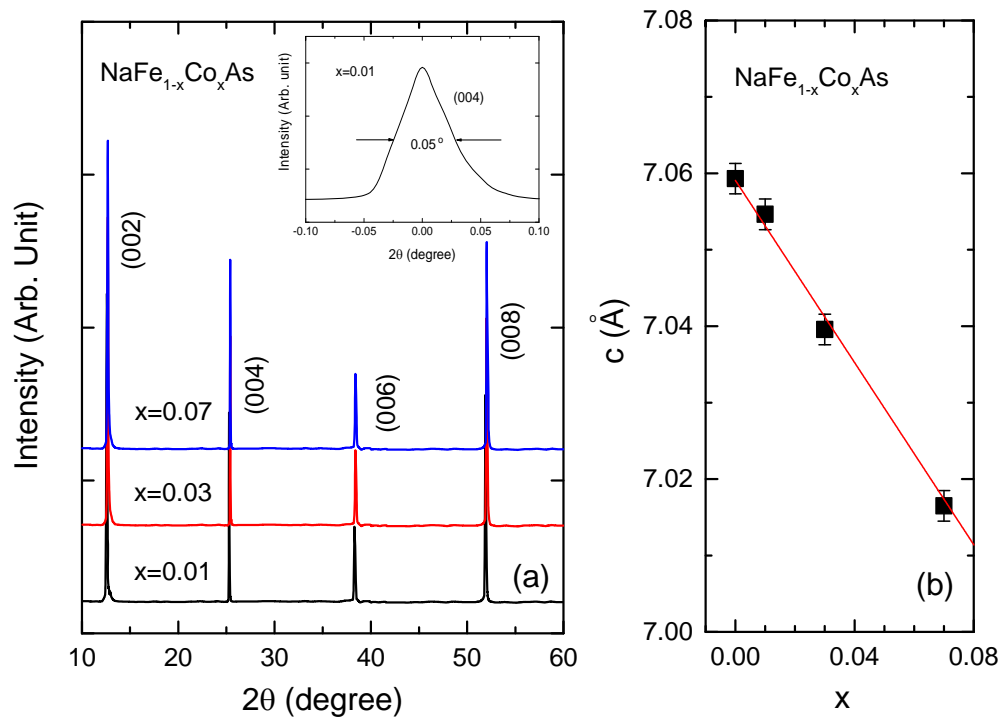 NaFe1-xCoxAs
x=0.01
(004)
0.05 o
Intensity (Arb. unit)
-0.10 -0.05 0.00 0.05 0.10
2θ (degree)
(002)
(004)
(006)
(008)
x=0.07
x=0.03
x=0.01
(a)
Intensity (Arb. Unit)
10 20 30 40 50 60
2θ (degree)
NaFe1-xCoxAs
7.08
7.06
7.04
7.02
7.00
c (Å)
(b)
0.00 0.04 0.08
x